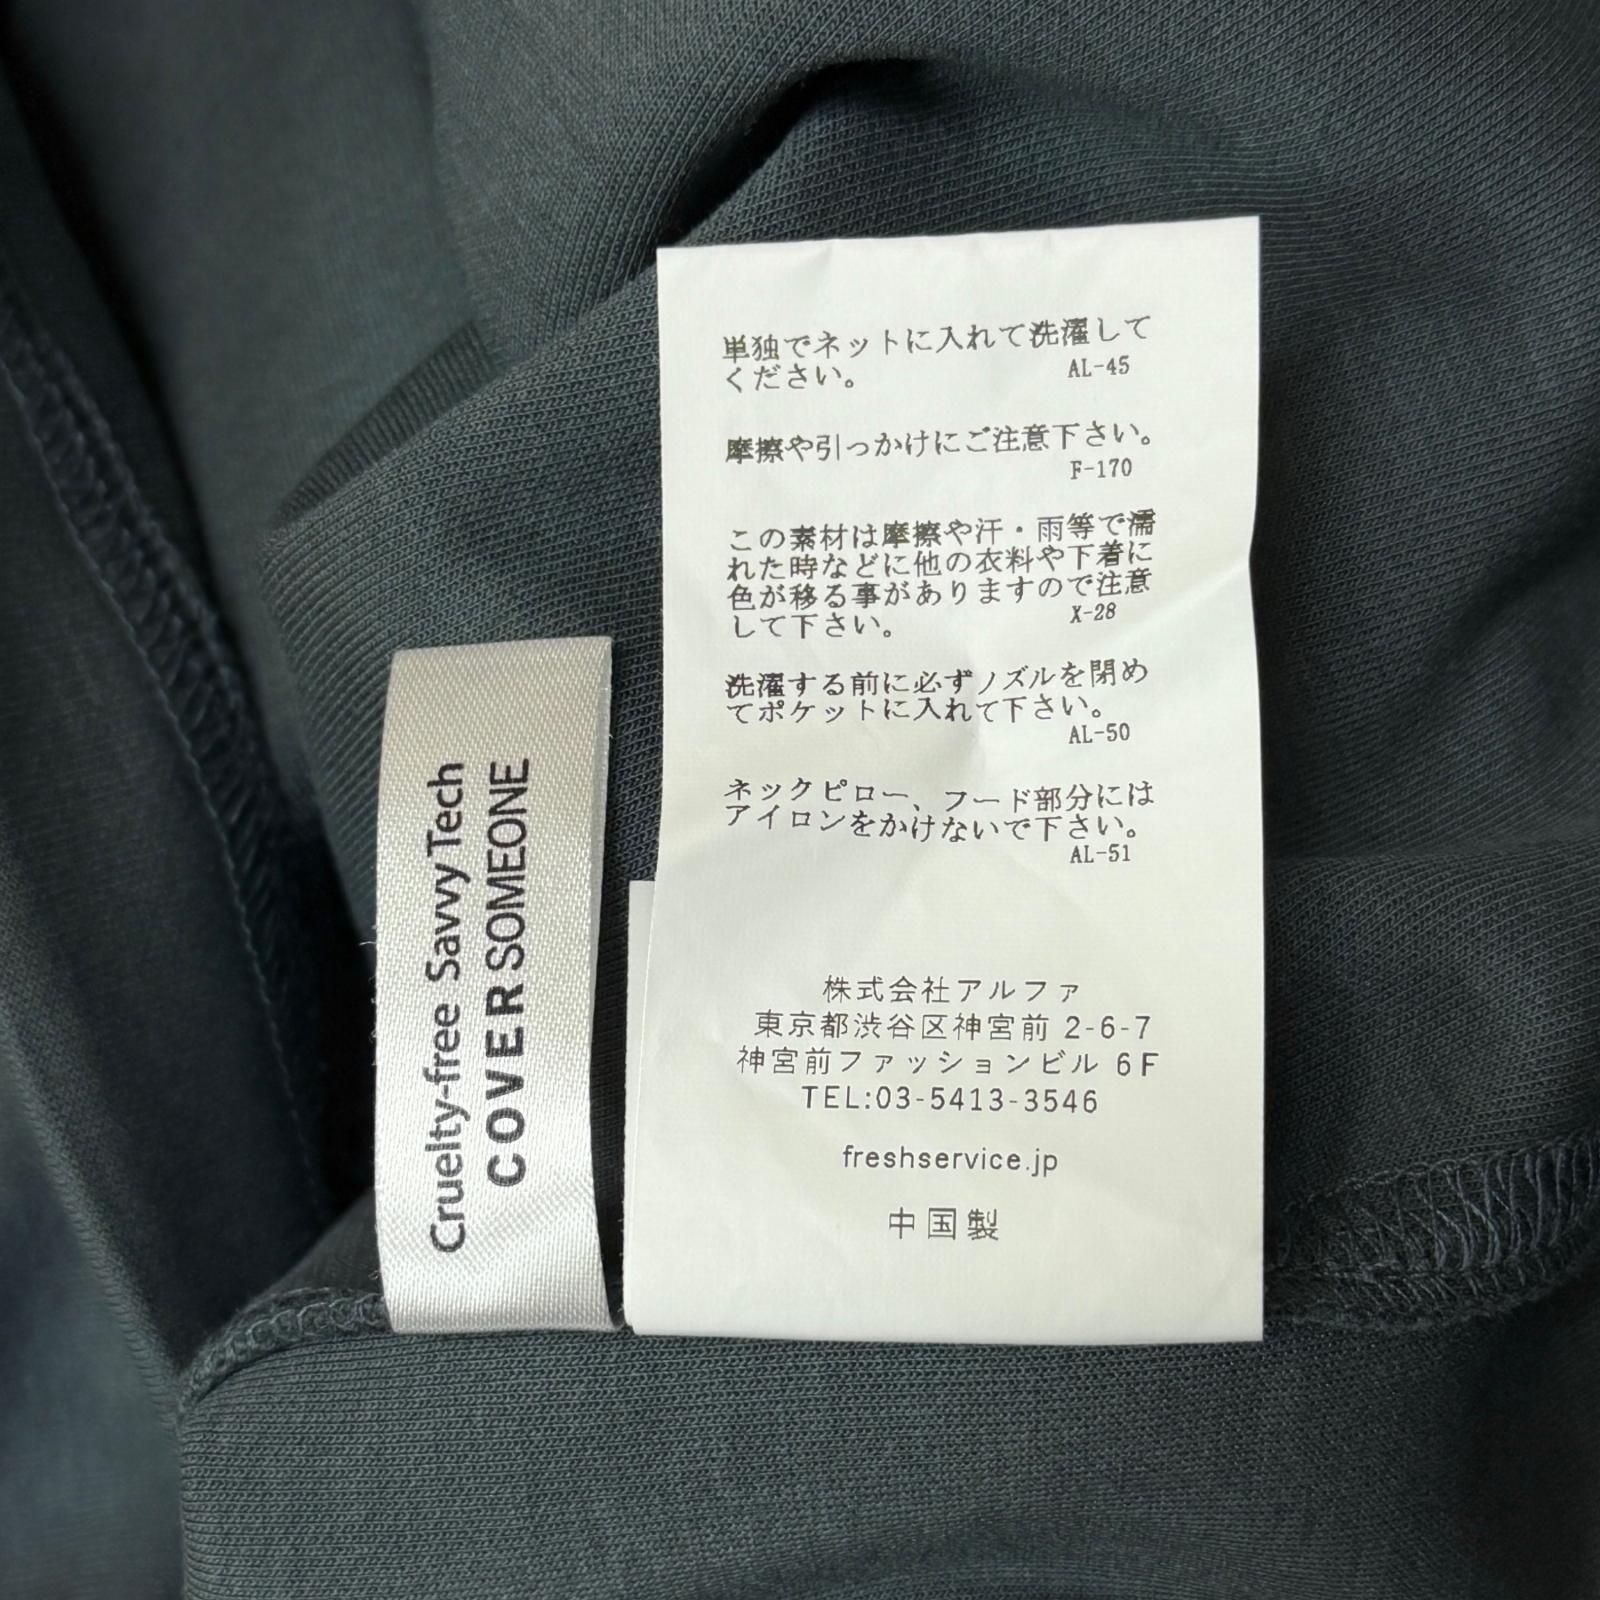 単独でネットに入れて洗濯して
ください。
AL-45
摩擦や引っかけにご注意下さい。
F-170
この素材は摩擦や汗・雨等で濡
れた時などに他の衣料や下着に
色が移る事がありますので注意
して下さい。
X-28
洗濯する前に必ずノズルを閉め
てポケットに入れて下さい。
AL-50
ネックピロー、フード部分には
アイロンをかけないで下さい。
AL-51
株式会社アルファ
東京都渋谷区神宮前 2-6-7
神宮前ファッションビル 6F
TEL:03-5413-3546
freshservice.jp
中国製
Cruelty-free Savvy Tech
COVER SOMEONE